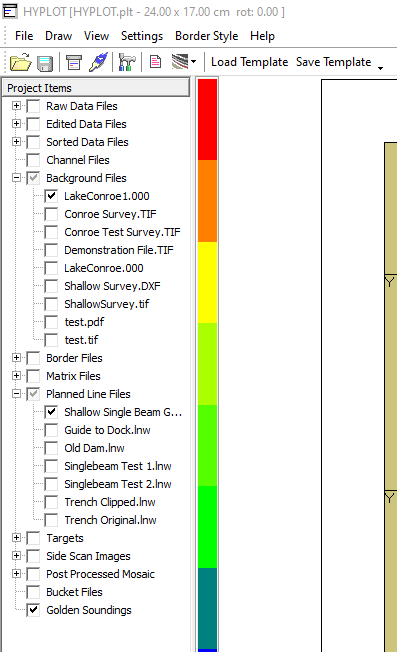 HYPLOT [HYPLOT.plt - 24.00 x 17.00 cm  rot: 0.00 ]
File Draw View Settings Border Style Help
Load Template Save Template
Project Items
Raw Data Files
Edited Data Files
Sorted Data Files
Channel Files
Background Files
LakeConroe1.000
Conroe Survey.TIF
Conroe Test Survey.TIF
Demonstration File.TIF
LakeConroe.000
Shallow Survey.DXF
ShallowSurvey.tif
test.pdf
test.tif
Border Files
Matrix Files
Planned Line Files
Shallow Single Beam G...
Guide to Dock.lnw
Old Dam.lnw
Singlebeam Test 1.lnw
Singlebeam Test 2.lnw
Trench Clipped.lnw
Trench Original.lnw
Targets
Side Scan Images
Post Processed Mosaic
Bucket Files
Golden Soundings
Y
Y